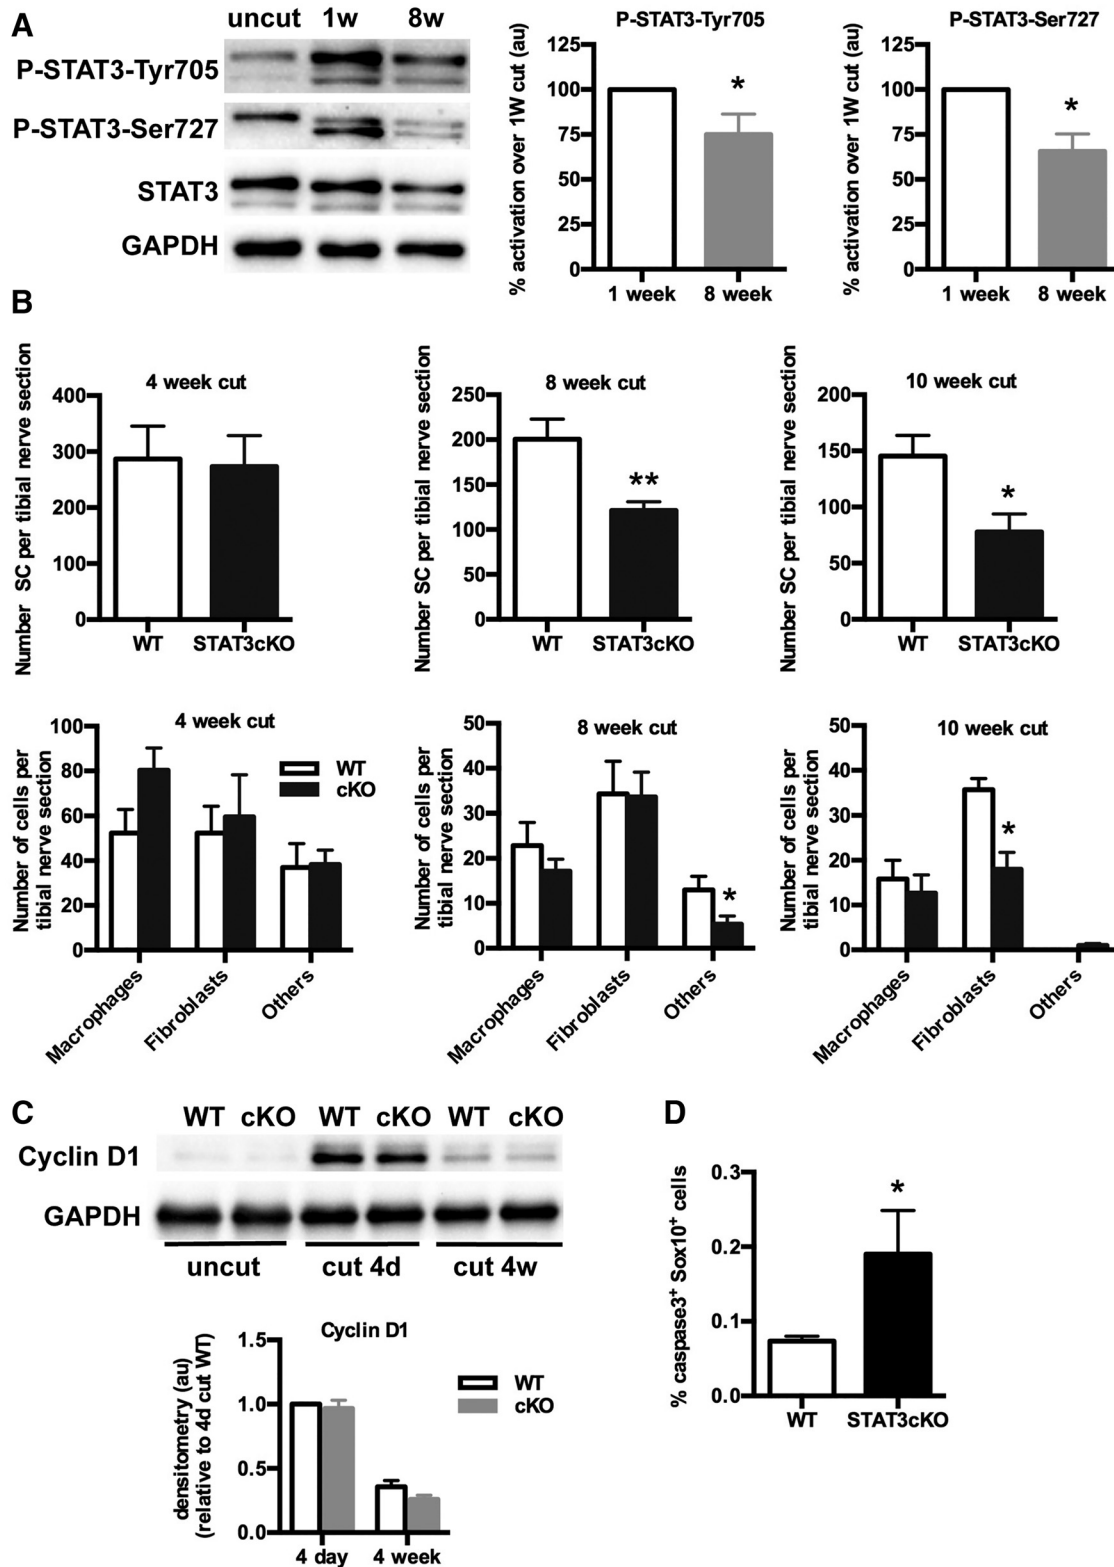 A
uncut 1w 8w
P-STAT3-Tyr705
P-STAT3-Ser727
STAT3
GAPDH
P-STAT3-Tyr705
% activation over 1W cut (au)
125
100
75
50
25
0
*
1 week 8 week
P-STAT3-Ser727
% activation over 1W cut (au)
125
100
75
50
25
0
*
1 week 8 week
B
4 week cut
Number SC per tibial nerve section
400
300
200
100
0
WT STAT3cKO
8 week cut
Number SC per tibial nerve section
250
200
150
100
50
0
**
WT STAT3cKO
10 week cut
Number SC per tibial nerve section
200
150
100
50
0
*
WT STAT3cKO
4 week cut
Number of cells per
tibial nerve section
100
80
60
40
20
0
WT
cKO
Macrophages
Fibroblasts
Others
8 week cut
Number of cells per
tibial nerve section
50
40
30
20
10
0
*
Macrophages
Fibroblasts
Others
10 week cut
Number of cells per
tibial nerve section
50
40
30
20
10
0
*
Macrophages
Fibroblasts
Others
C
WT cKO WT cKO WT cKO
Cyclin D1
GAPDH
uncut cut 4d cut 4w
Cyclin D1
densitometry (au)
(relative to 4d cut WT)
1.5
1.0
0.5
0.0
WT
cKO
4 day 4 week
D
% caspase3⁺ Sox10⁺ cells
0.3
0.2
0.1
0.0
*
WT STAT3cKO